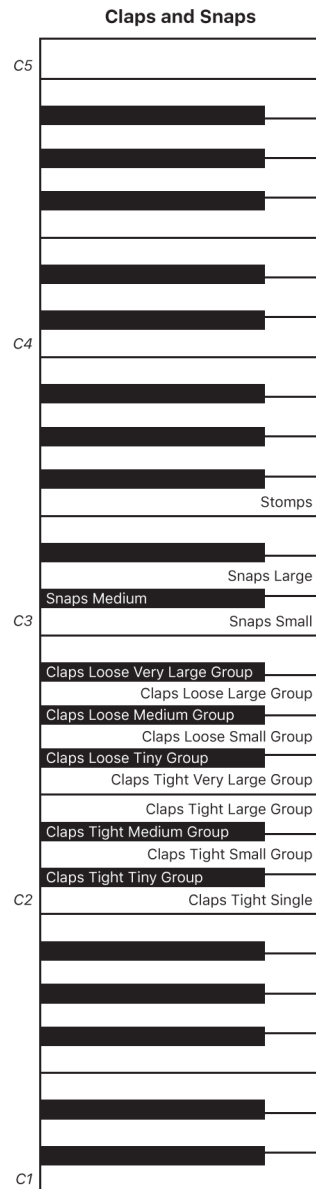 Claps and Snaps
C5
C4
Stomps
Snaps Large
Snaps Medium
C3
Snaps Small
Claps Loose Very Large Group
Claps Loose Large Group
Claps Loose Medium Group
Claps Loose Small Group
Claps Loose Tiny Group
Claps Tight Very Large Group
Claps Tight Large Group
Claps Tight Medium Group
Claps Tight Small Group
Claps Tight Tiny Group
C2
Claps Tight Single
C1